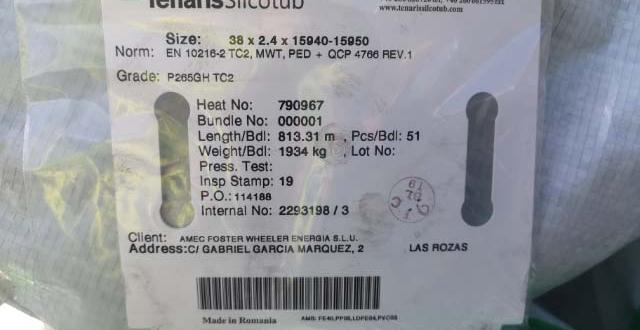 TenarisSilcotub
www.tenarissilcotub.com
Size: 38 x 2.4 x 15940-15950
Norm: EN 10216-2 TC2, MWT, PED + QCP 4766 REV.1
Grade: P265GH TC2
Heat No: 790967
Bundle No: 000001
Length/Bdl: 813.31 m , Pcs/Bdl: 51
Weight/Bdl: 1934 kg , Lot No:
Press. Test:
Insp Stamp: 19
P.O.: 114188
Internal No: 2293198 / 3
Client: AMEC FOSTER WHEELER ENERGIA S.L.U.
Address:C/ GABRIEL GARCIA MARQUEZ, 2 LAS ROZAS
Made in Romania